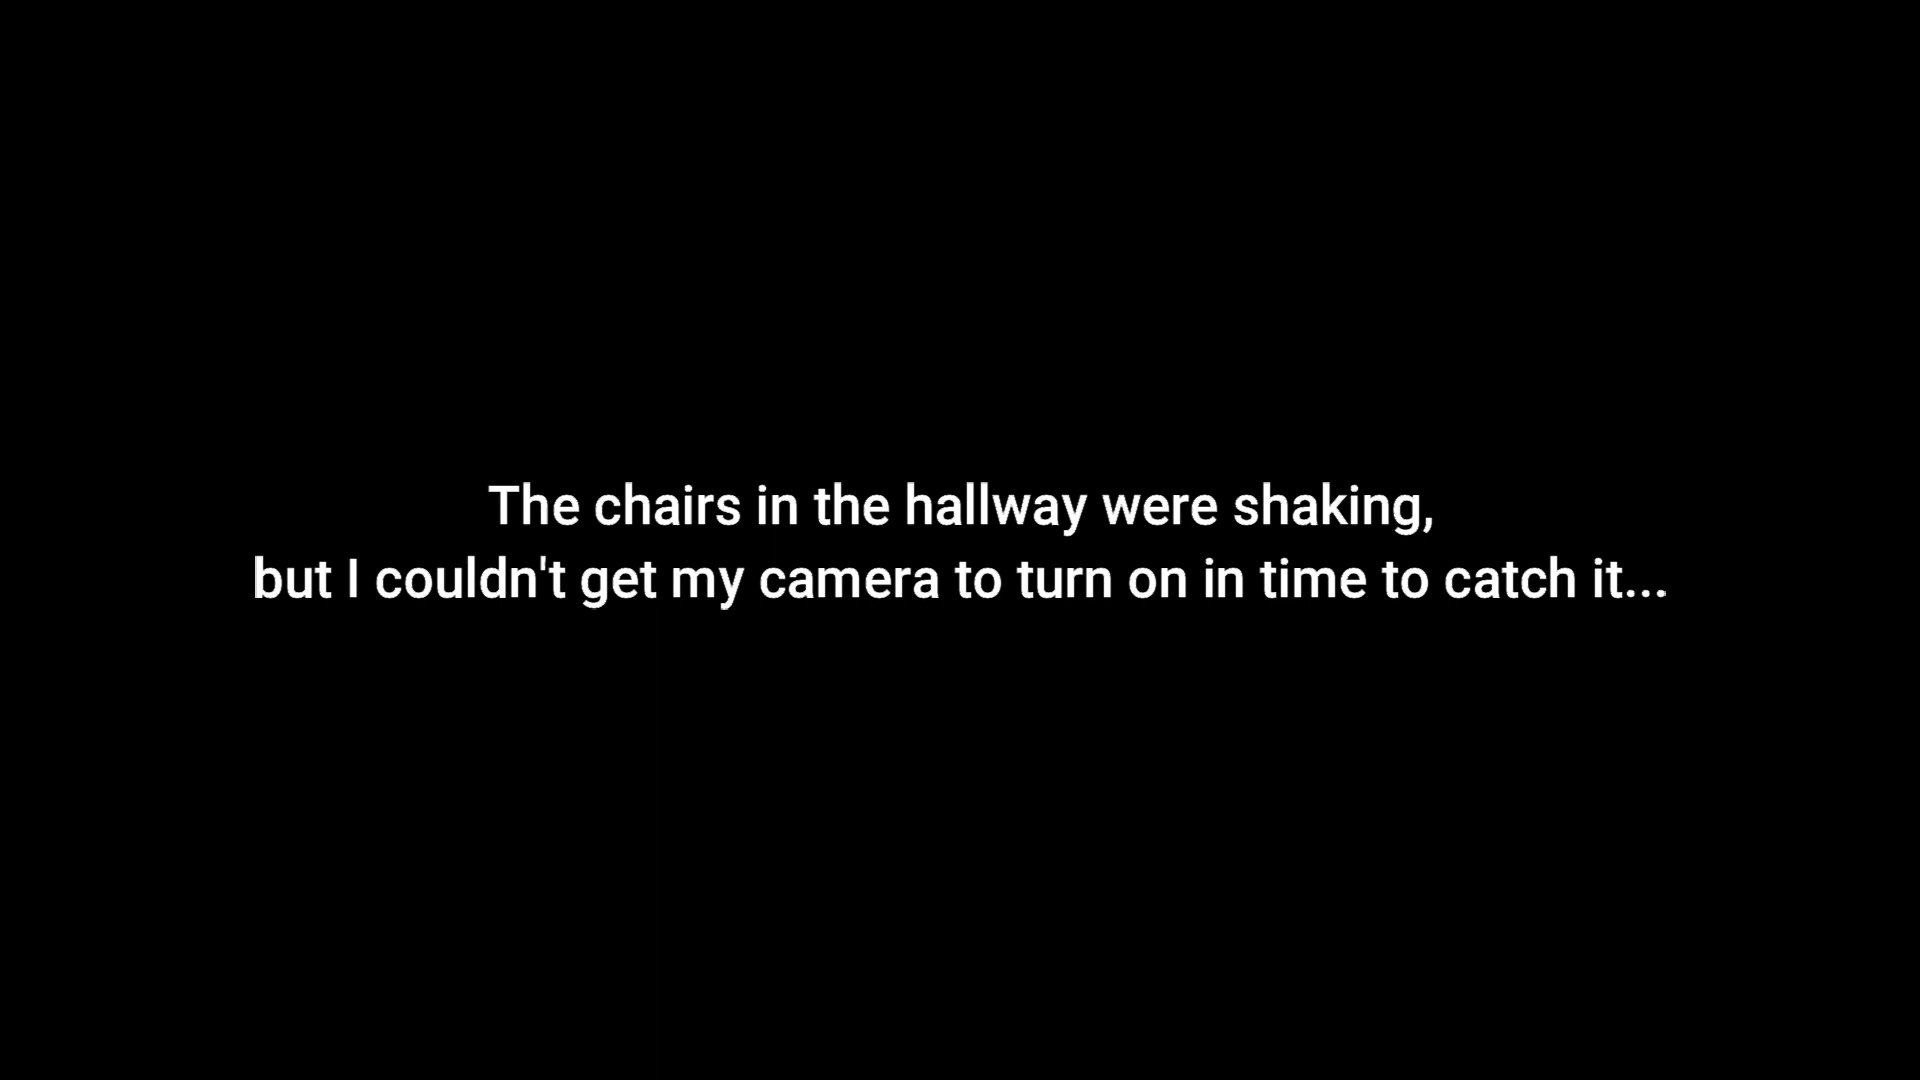 The chairs in the hallway were shaking,
but I couldn't get my camera to turn on in time to catch it...